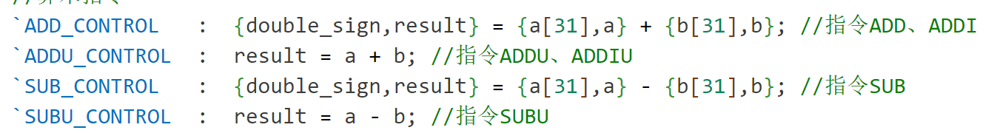 `ADD_CONTROL   :  {double_sign,result} = {a[31],a} + {b[31],b}; //指令ADD、ADDI
`ADDU_CONTROL  :  result = a + b; //指令ADDU、ADDIU
`SUB_CONTROL   :  {double_sign,result} = {a[31],a} - {b[31],b}; //指令SUB
`SUBU_CONTROL  :  result = a - b; //指令SUBU